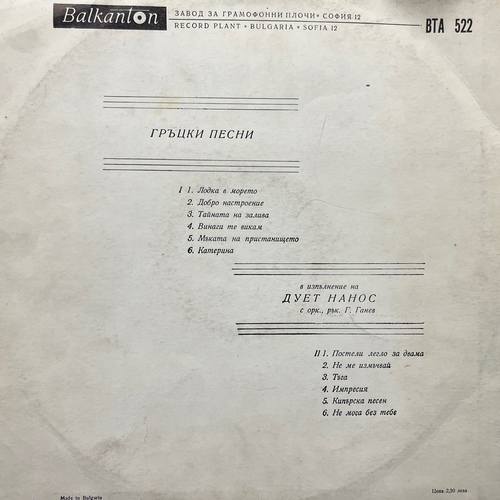 Balkanton
ЗАВОД ЗА ГРАМОФОННИ ПЛОЧИ • СОФИЯ 12
RECORD PLANT • BULGARIA • SOFIA 12
ВТА 522
ГРЪЦКИ ПЕСНИ
I 1. Лодка в морето
2. Добро настроение
3. Тайната на залива
4. Винаги те викам
5. Мъката на пристанището
6. Катерина
в изпълнение на
ДУЕТ НАНОС
с орк., рък. Г. Ганев
II 1. Постели легло за двама
2. Не ме измъчвай
3. Тъга
4. Импресия
5. Кипърска песен
6. Не мога без тебе
Made in Bulgaria
Цена 2,30 лева